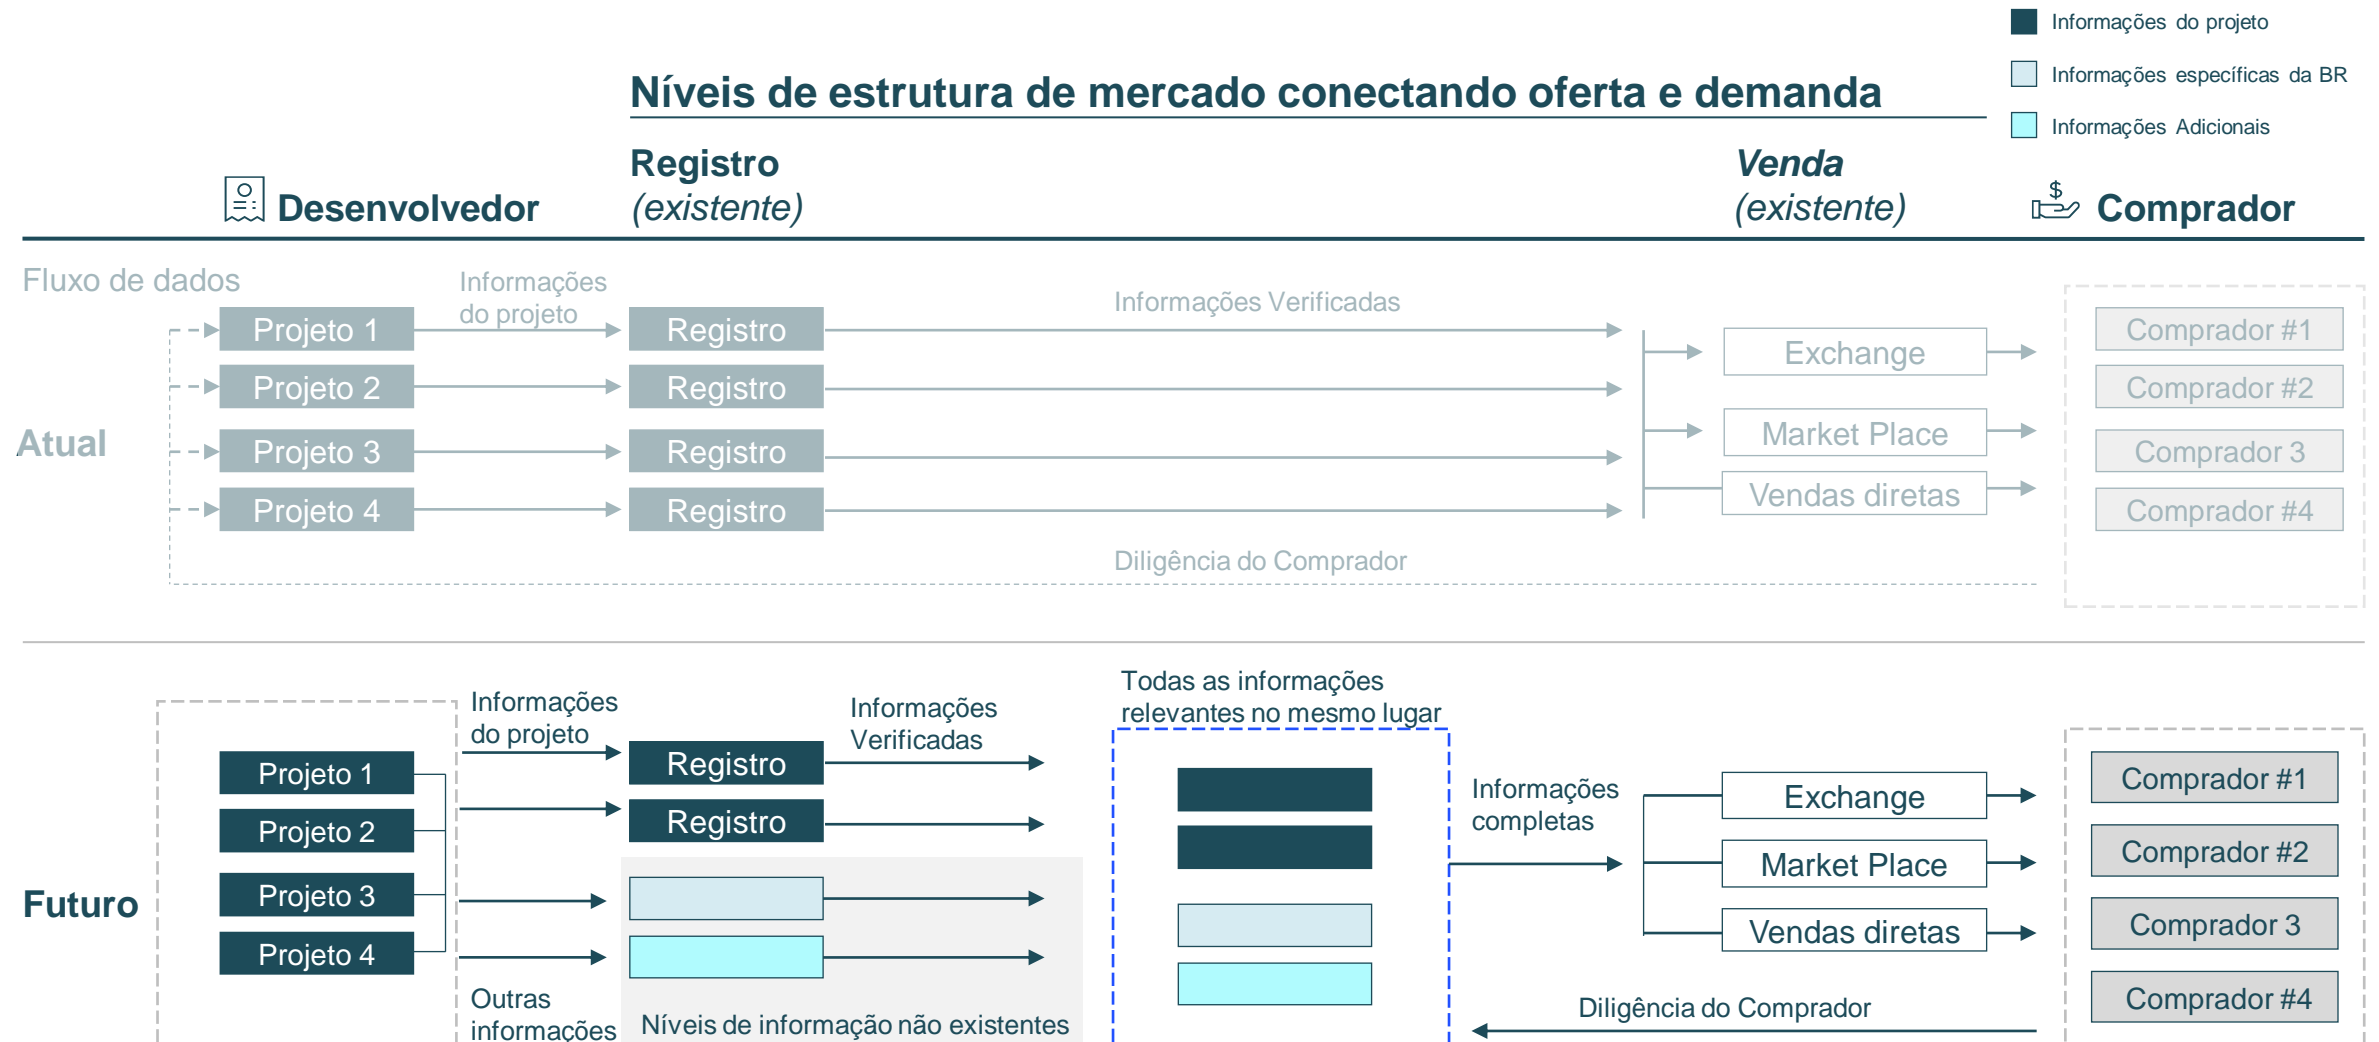 Informações do projeto
Informações específicas da BR
Informações Adicionais
Níveis de estrutura de mercado conectando oferta e demanda
Desenvolvedor
Registro
(existente)
Venda
(existente)
Comprador
Fluxo de dados
Informações
do projeto
Informações Verificadas
Atual
Projeto 1
Registro
Projeto 2
Registro
Projeto 3
Registro
Projeto 4
Registro
Exchange
Market Place
Vendas diretas
Comprador #1
Comprador #2
Comprador 3
Comprador #4
Diligência do Comprador
Futuro
Projeto 1
Projeto 2
Projeto 3
Projeto 4
Informações
do projeto
Outras
informações
Registro
Registro
Informações
Verificadas
Níveis de informação não existentes
Todas as informações
relevantes no mesmo lugar
Informações
completas
Exchange
Market Place
Vendas diretas
Diligência do Comprador
Comprador #1
Comprador #2
Comprador 3
Comprador #4
$